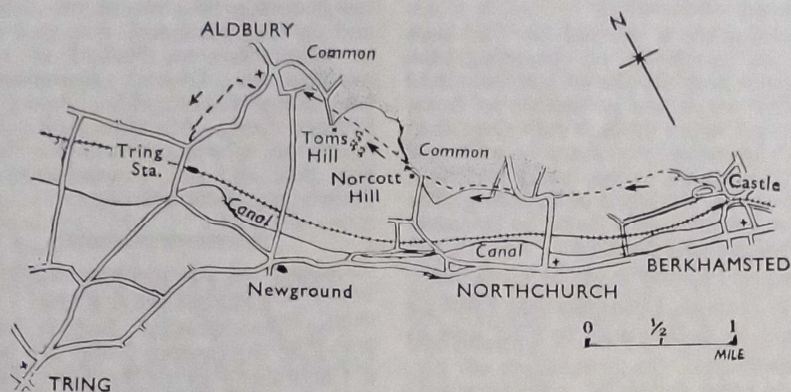 N
ALDBURY
Common
Toms
Hill
Common
Tring
Sta.
Norcott
Hill
Castle
Canal
Canal
BERKHAMSTED
Newground
NORTHCHURCH
0 ½ 1
MILE
TRING